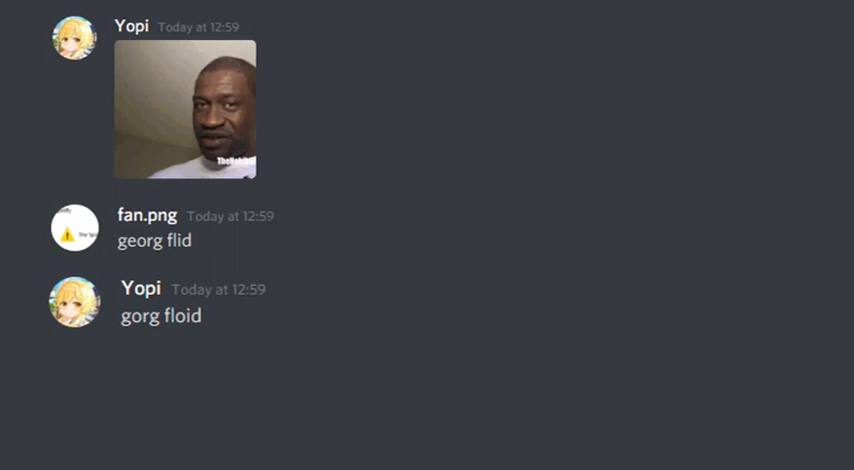 Yopi Today at 12:59
fan.png Today at 12:59
georg flid
Yopi Today at 12:59
gorg floid